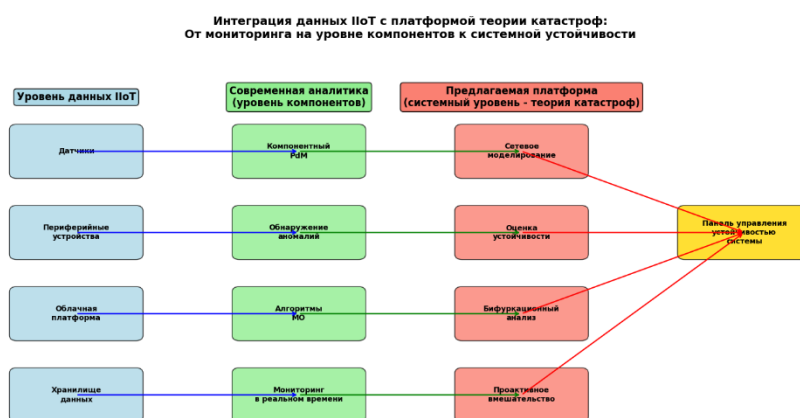 Интеграция данных IIoT с платформой теории катастроф:
От мониторинга на уровне компонентов к системной устойчивости
Уровень данных IIoT
Современная аналитика
(уровень компонентов)
Предлагаемая платформа
(системный уровень - теория катастроф)
Датчики
Компонентный
PdM
Сетевое
моделирование
Периферийные
устройства
Обнаружение
аномалий
Оценка
устойчивости
Панель управления
устойчивостью
системы
Облачная
платформа
Алгоритмы
МО
Бифуркационный
анализ
Хранилище
данных
Мониторинг
в реальном времени
Проактивное
вмешательство